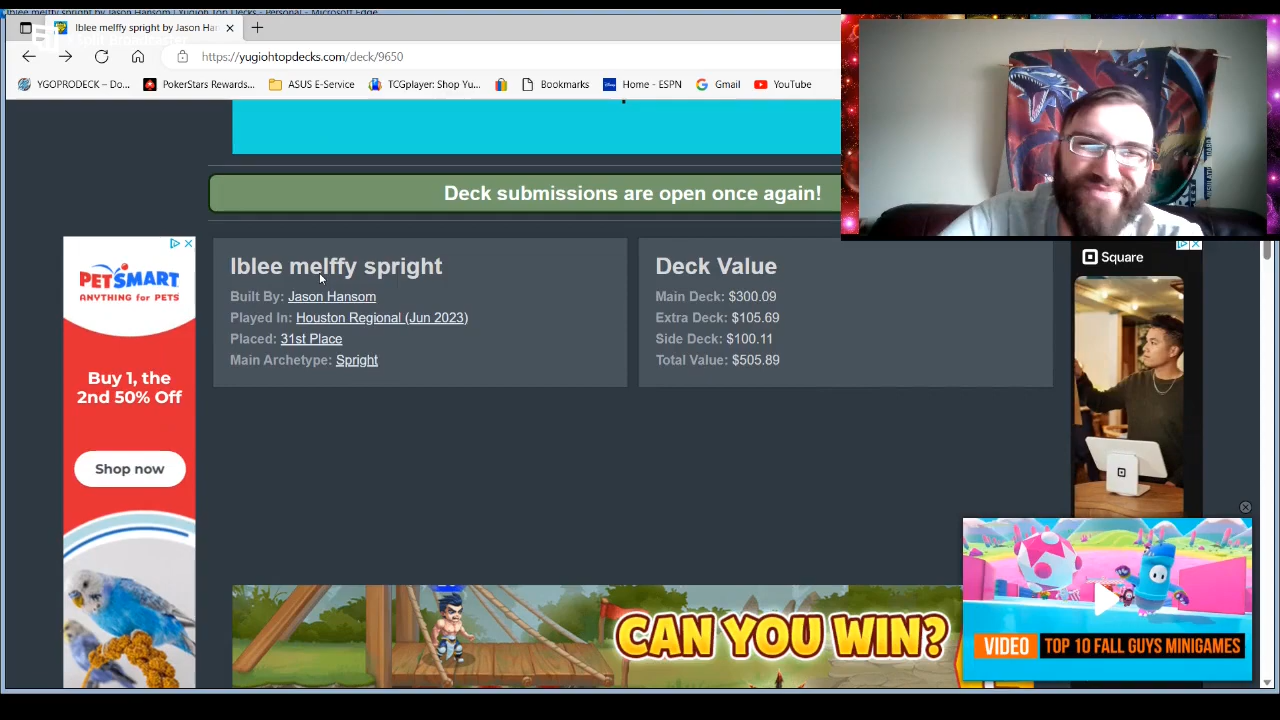 Iblee melffy spright by Jason Hansom | Yugioh Top Decks - Personal - Microsoft Edge
Iblee melffy spright by Jason Han
https://yugiohtopdecks.com/deck/9650
YGOPRODECK – Do...
PokerStars Rewards...
ASUS E-Service
TCGplayer: Shop Yu...
Bookmarks
Home - ESPN
Gmail
YouTube
Deck submissions are open once again!
PETSMART
ANYTHING for PETS
Buy 1, the
2nd 50% Off
Shop now
Iblee melffy spright
Built By: Jason Hansom
Played In: Houston Regional (Jun 2023)
Placed: 31st Place
Main Archetype: Spright
Deck Value
Main Deck: $300.09
Extra Deck: $105.69
Side Deck: $100.11
Total Value: $505.89
Square
CAN YOU WIN?
VIDEO TOP 10 FALL GUYS MINIGAMES